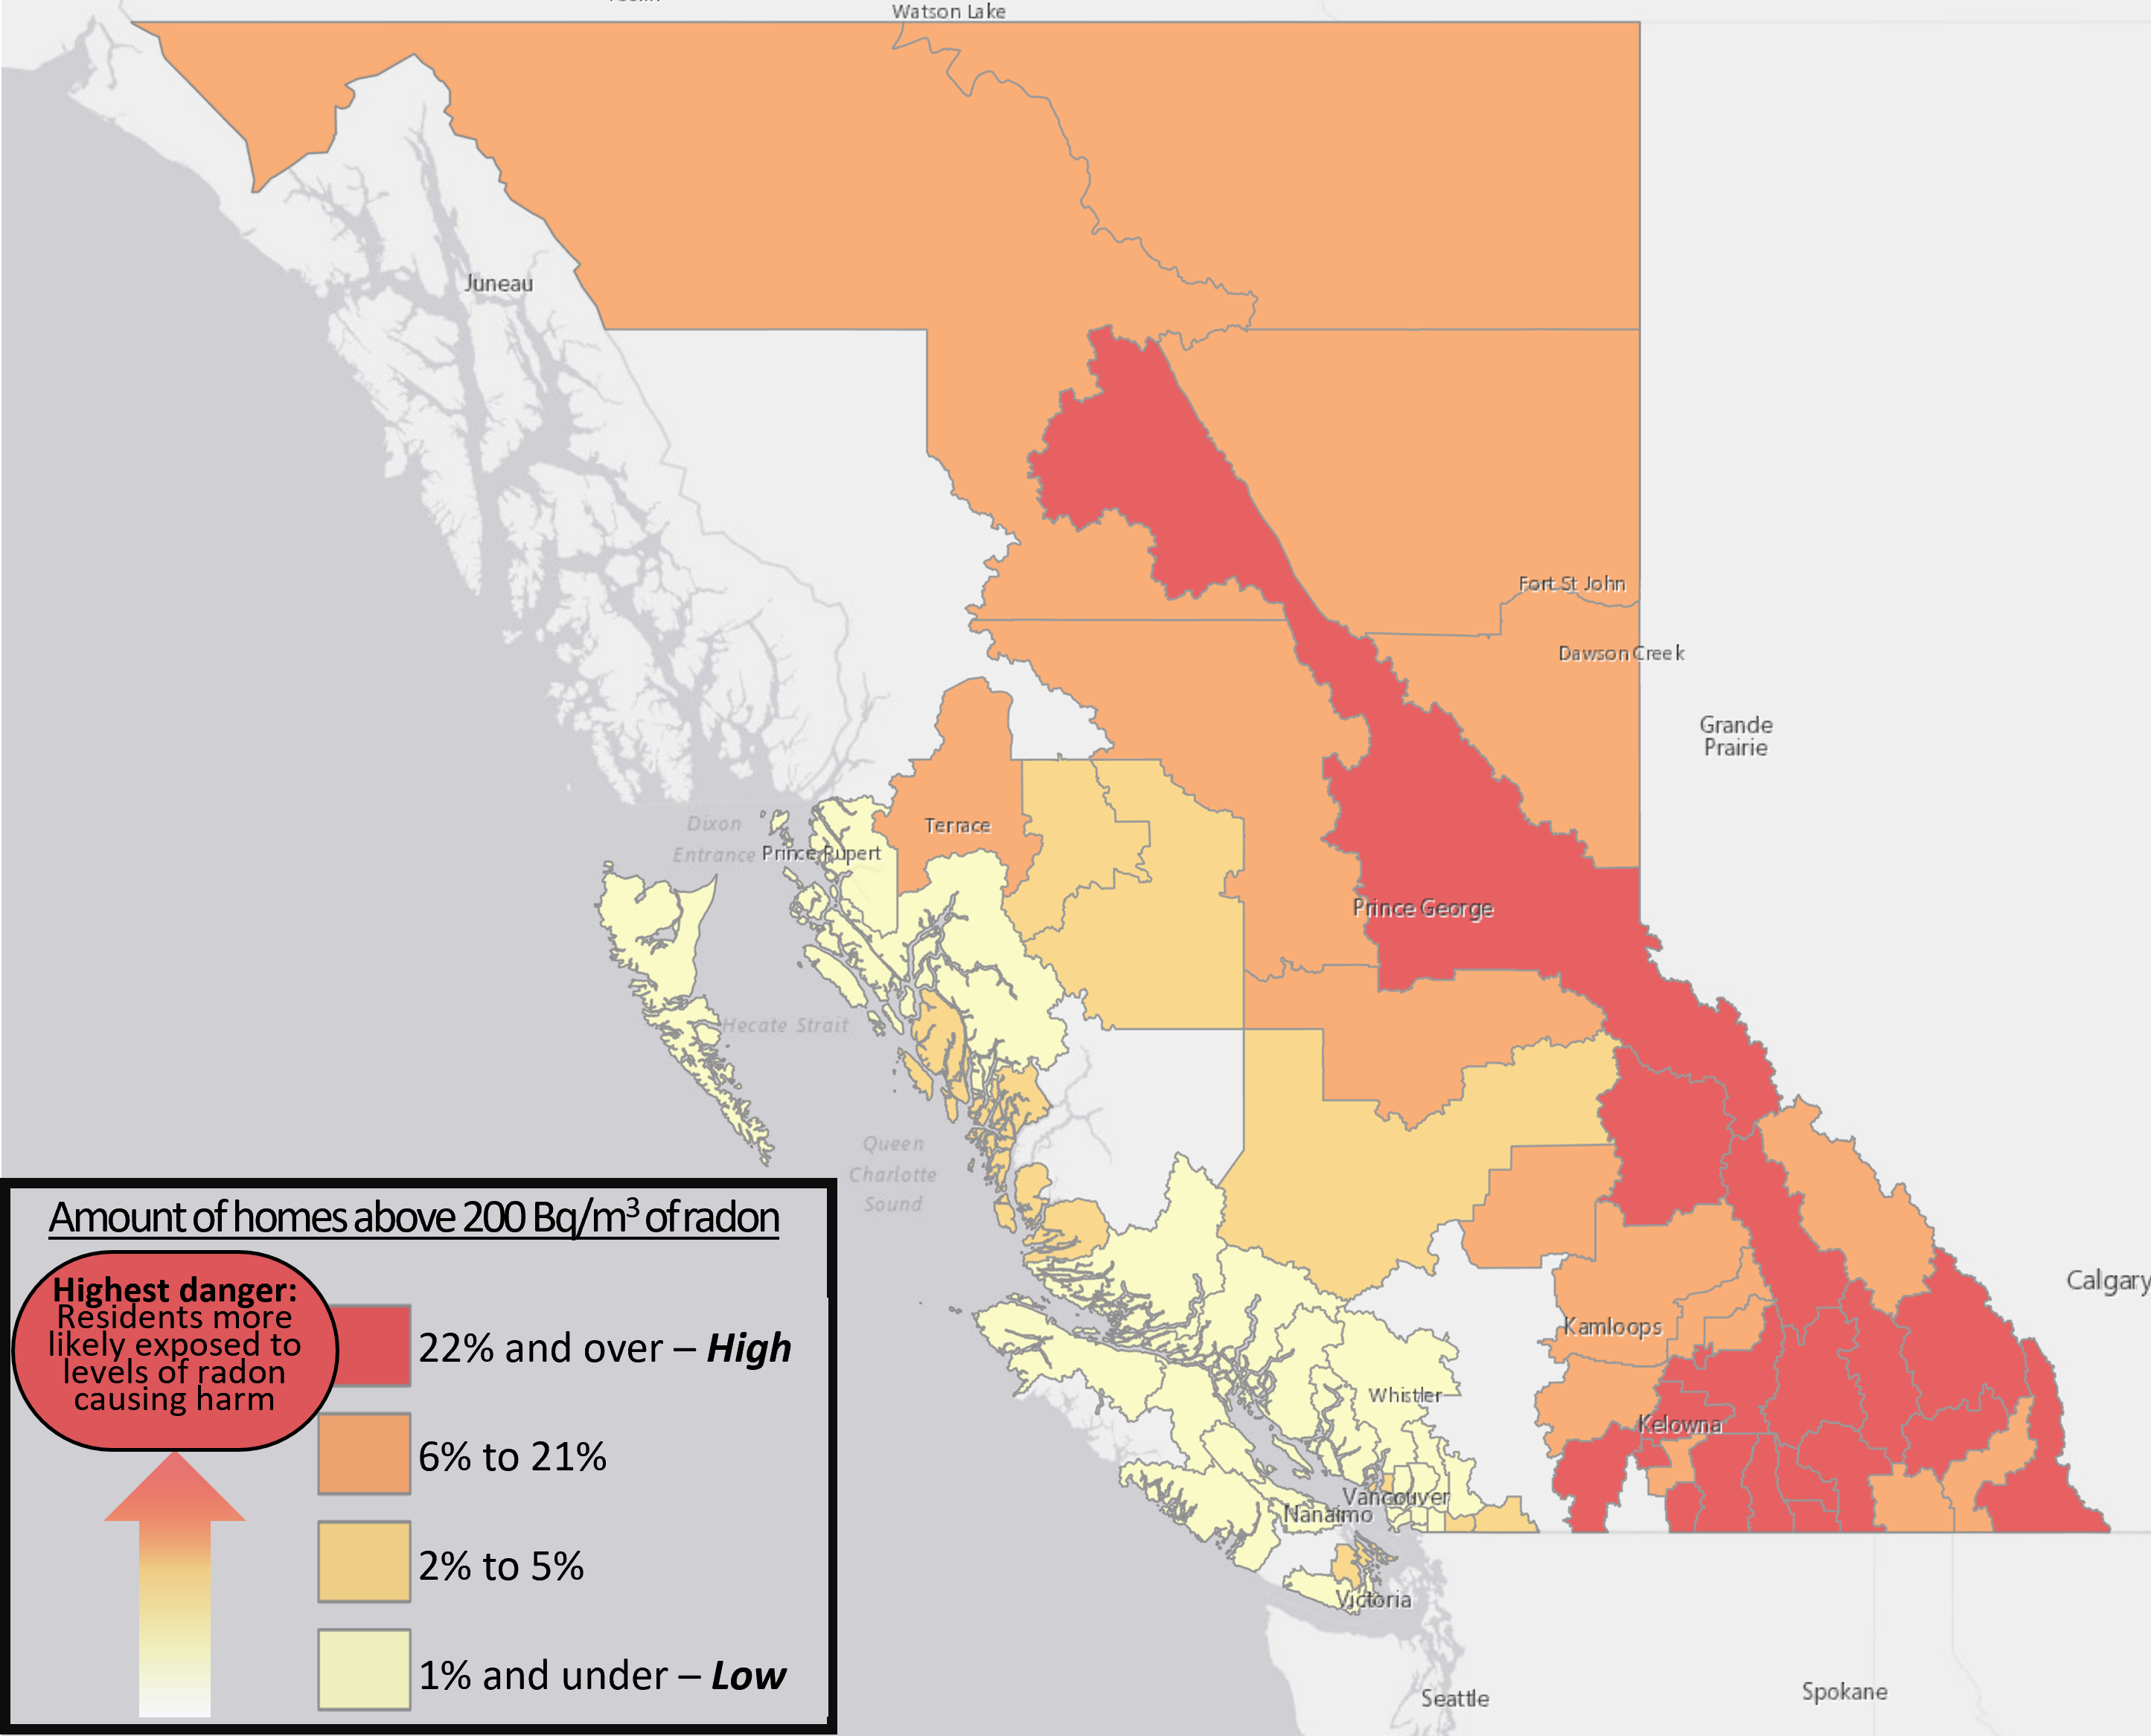 Watson Lake
Juneau
Fort St John
Dawson Creek
Grande
Prairie
Terrace
Dixon
Entrance
Prince Rupert
Prince George
Hecate Strait
Queen
Charlotte
Sound
Calgary
Kamloops
Whistler
Kelowna
Vancouver
Nanaimo
Victoria
Seattle
Spokane
Amount of homes above 200 Bq/m³ of radon
Highest danger:
Residents more
likely exposed to
levels of radon
causing harm
22% and over – High
6% to 21%
2% to 5%
1% and under – Low